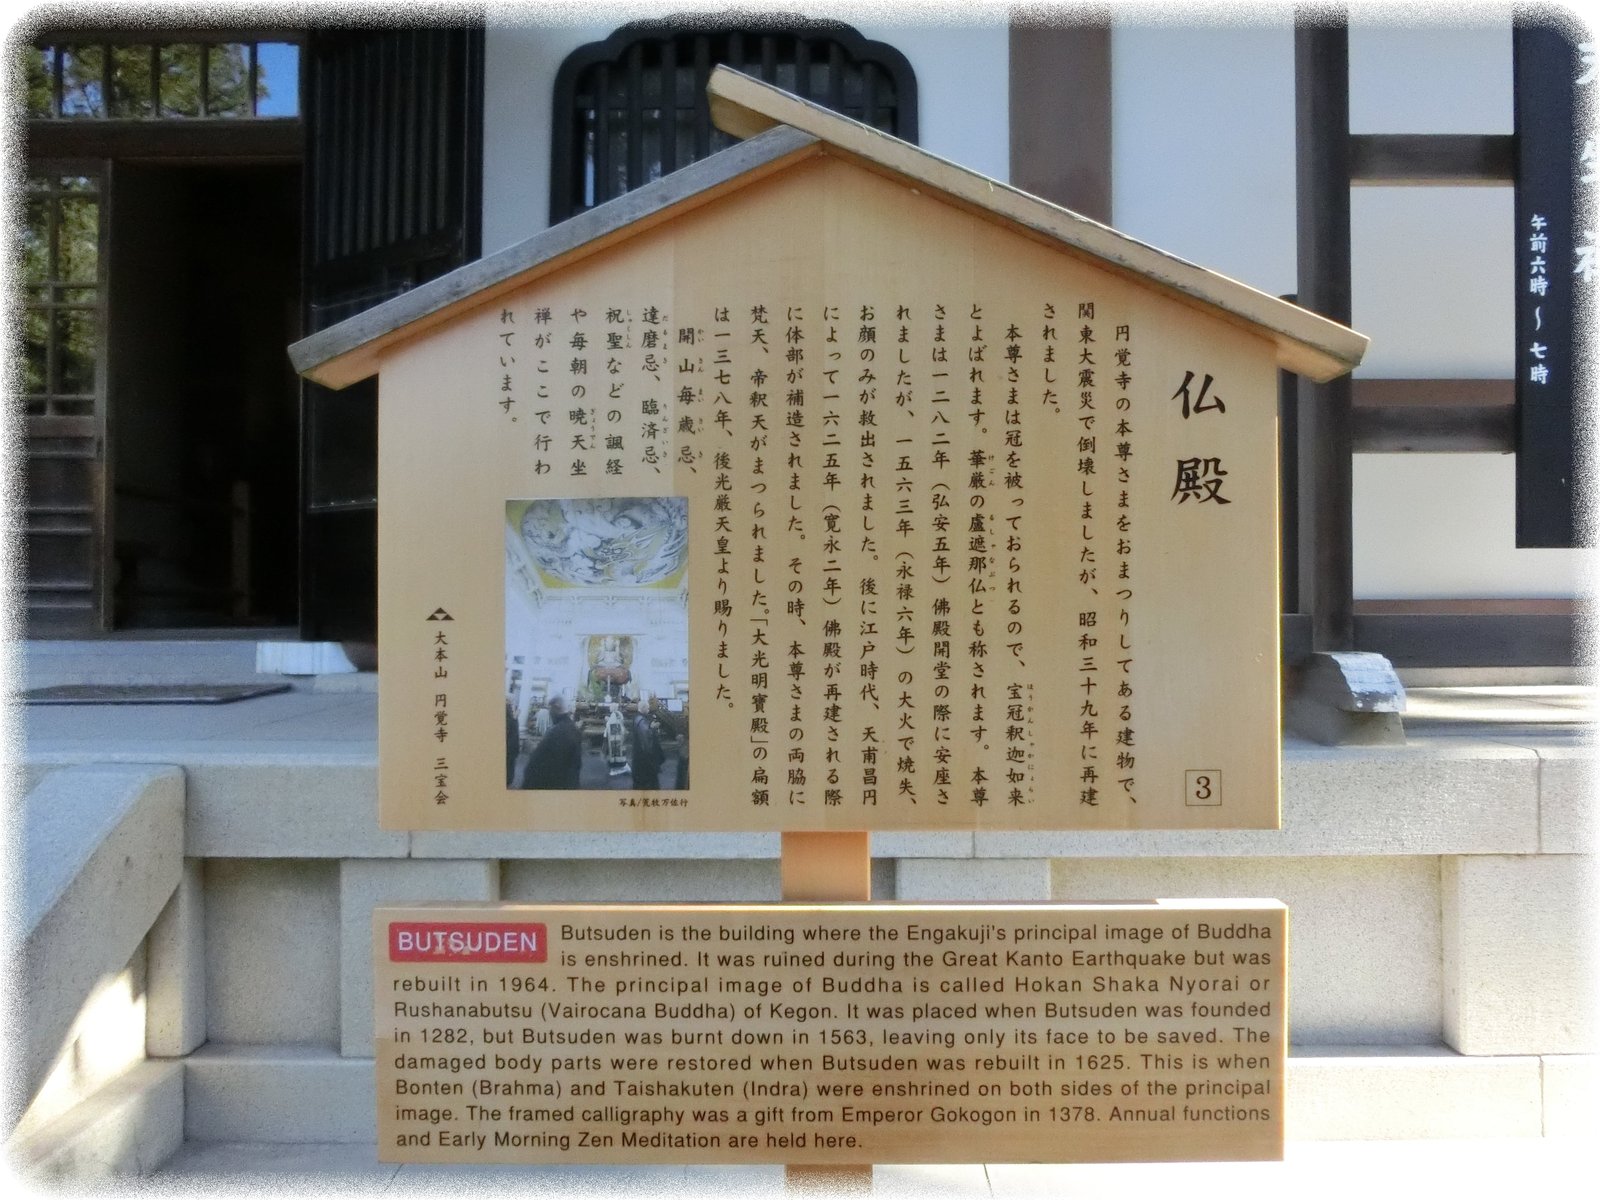 仏殿
円覚寺の本尊さまをおまつりしてある建物で、
関東大震災で倒壊しましたが、昭和三十九年に再建
されました。
本尊さまは冠を被っておられるので、宝冠釈迦如来
とよばれます。華厳の盧遮那仏とも称されます。本尊
さまは一二八二年（弘安五年）佛殿開堂の際に安座さ
れましたが、一五六三年（永禄六年）の大火で焼失、
お顔のみが救出されました。後に江戸時代、天甫昌円
によって一六二五年（寛永二年）佛殿が再建される際
に体部が補造されました。その時、本尊さまの両脇に
梵天、帝釈天がまつられました。「大光明寶殿」の扁額
は一三七八年、後光厳天皇より賜りました。
開山毎歳忌、
達磨忌、臨済忌、
祝聖などの諷経
や毎朝の暁天坐
禅がここで行わ
れています。
大本山 円覚寺 三宝会
3
午前六時～七時
BUTSUDEN
Butsuden is the building where the Engakuji's principal image of Buddha
is enshrined. It was ruined during the Great Kanto Earthquake but was
rebuilt in 1964. The principal image of Buddha is called Hokan Shaka Nyorai or
Rushanabutsu (Vairocana Buddha) of Kegon. It was placed when Butsuden was founded
in 1282, but Butsuden was burnt down in 1563, leaving only its face to be saved. The
damaged body parts were restored when Butsuden was rebuilt in 1625. This is when
Bonten (Brahma) and Taishakuten (Indra) were enshrined on both sides of the principal
image. The framed calligraphy was a gift from Emperor Gokogon in 1378. Annual functions
and Early Morning Zen Meditation are held here.